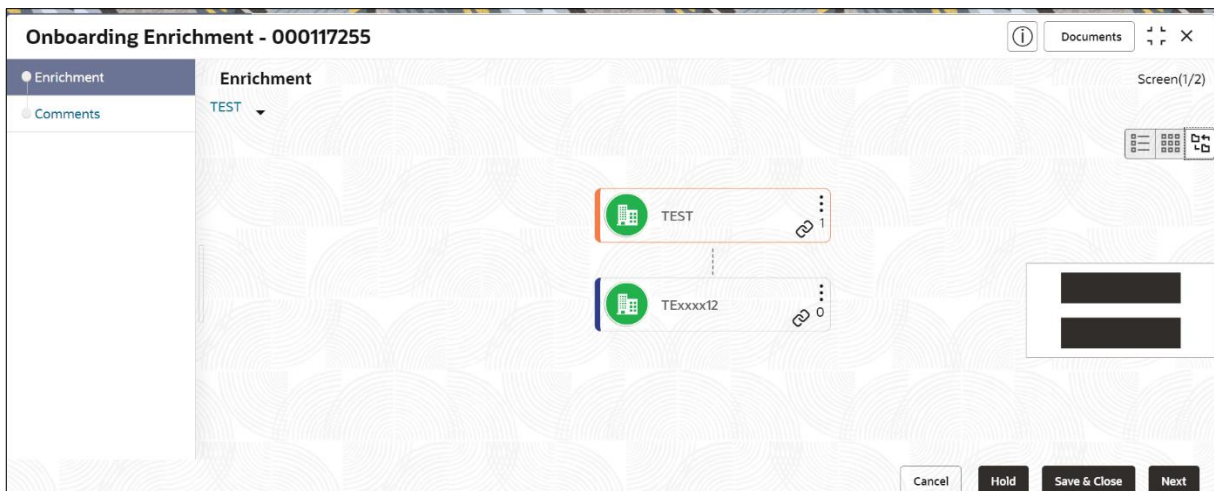 Onboarding Enrichment - 000117255
Documents
Enrichment
Comments
Enrichment
Screen(1/2)
TEST
TEST
1
TExxxx12
0
Cancel
Hold
Save & Close
Next